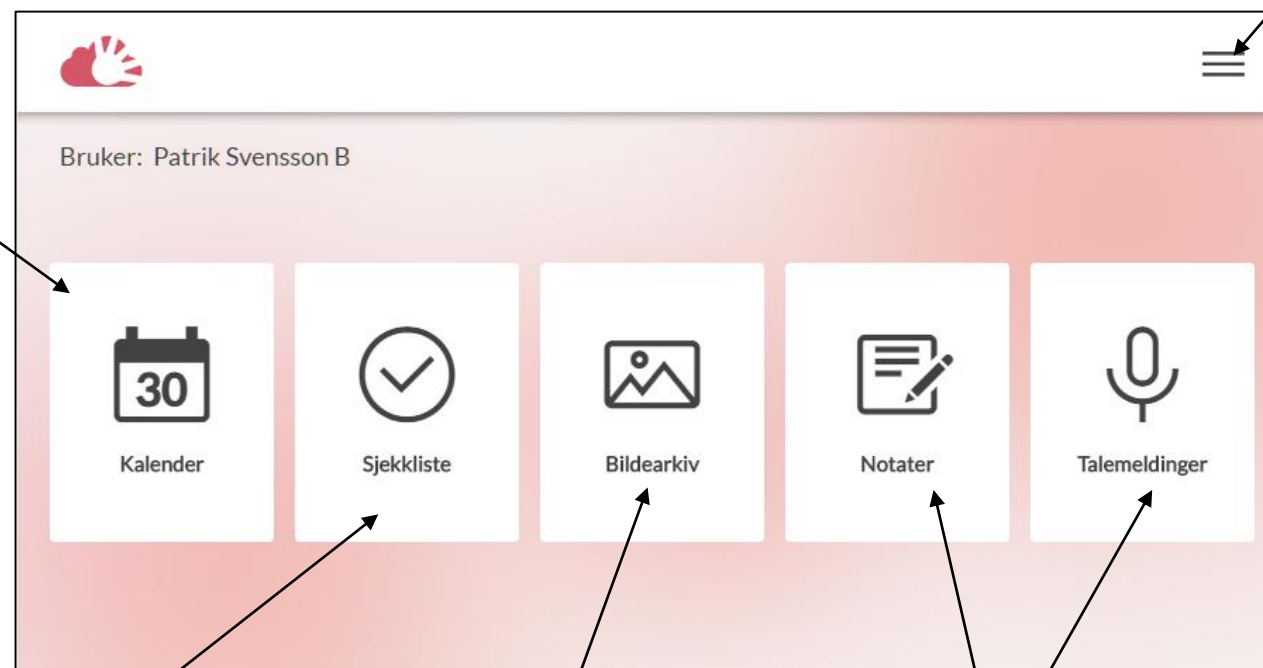 Bruker: Patrik Svensson B
30
Kalender
Sjekkliste
Bildearkiv
Notater
Talemeldinger